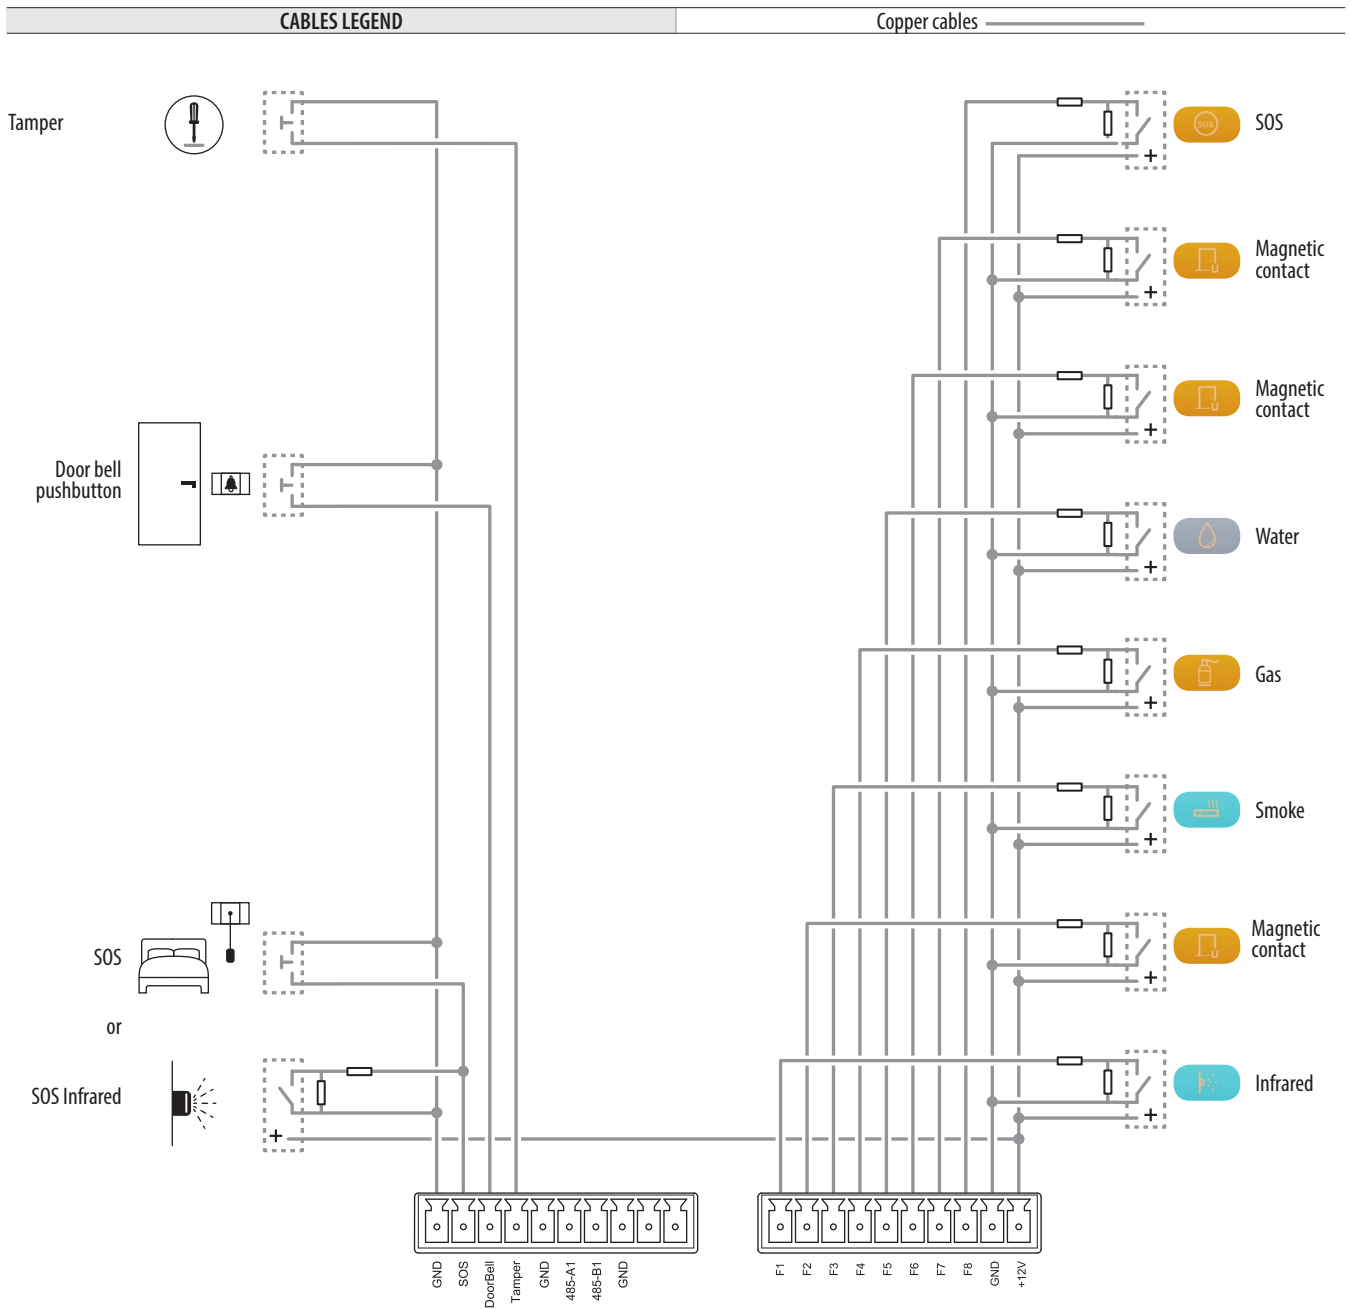 CABLES LEGEND
Copper cables
Tamper
SOS
SOS
+
Magnetic
contact
+
Magnetic
contact
+
Door bell
pushbutton
Water
+
Gas
+
Smoke
+
Magnetic
contact
+
SOS
or
SOS Infrared
+
Infrared
+
GND
SOS
DoorBell
Tamper
GND
485-A1
485-B1
GND
F1
F2
F3
F4
F5
F6
F7
F8
GND
+12V